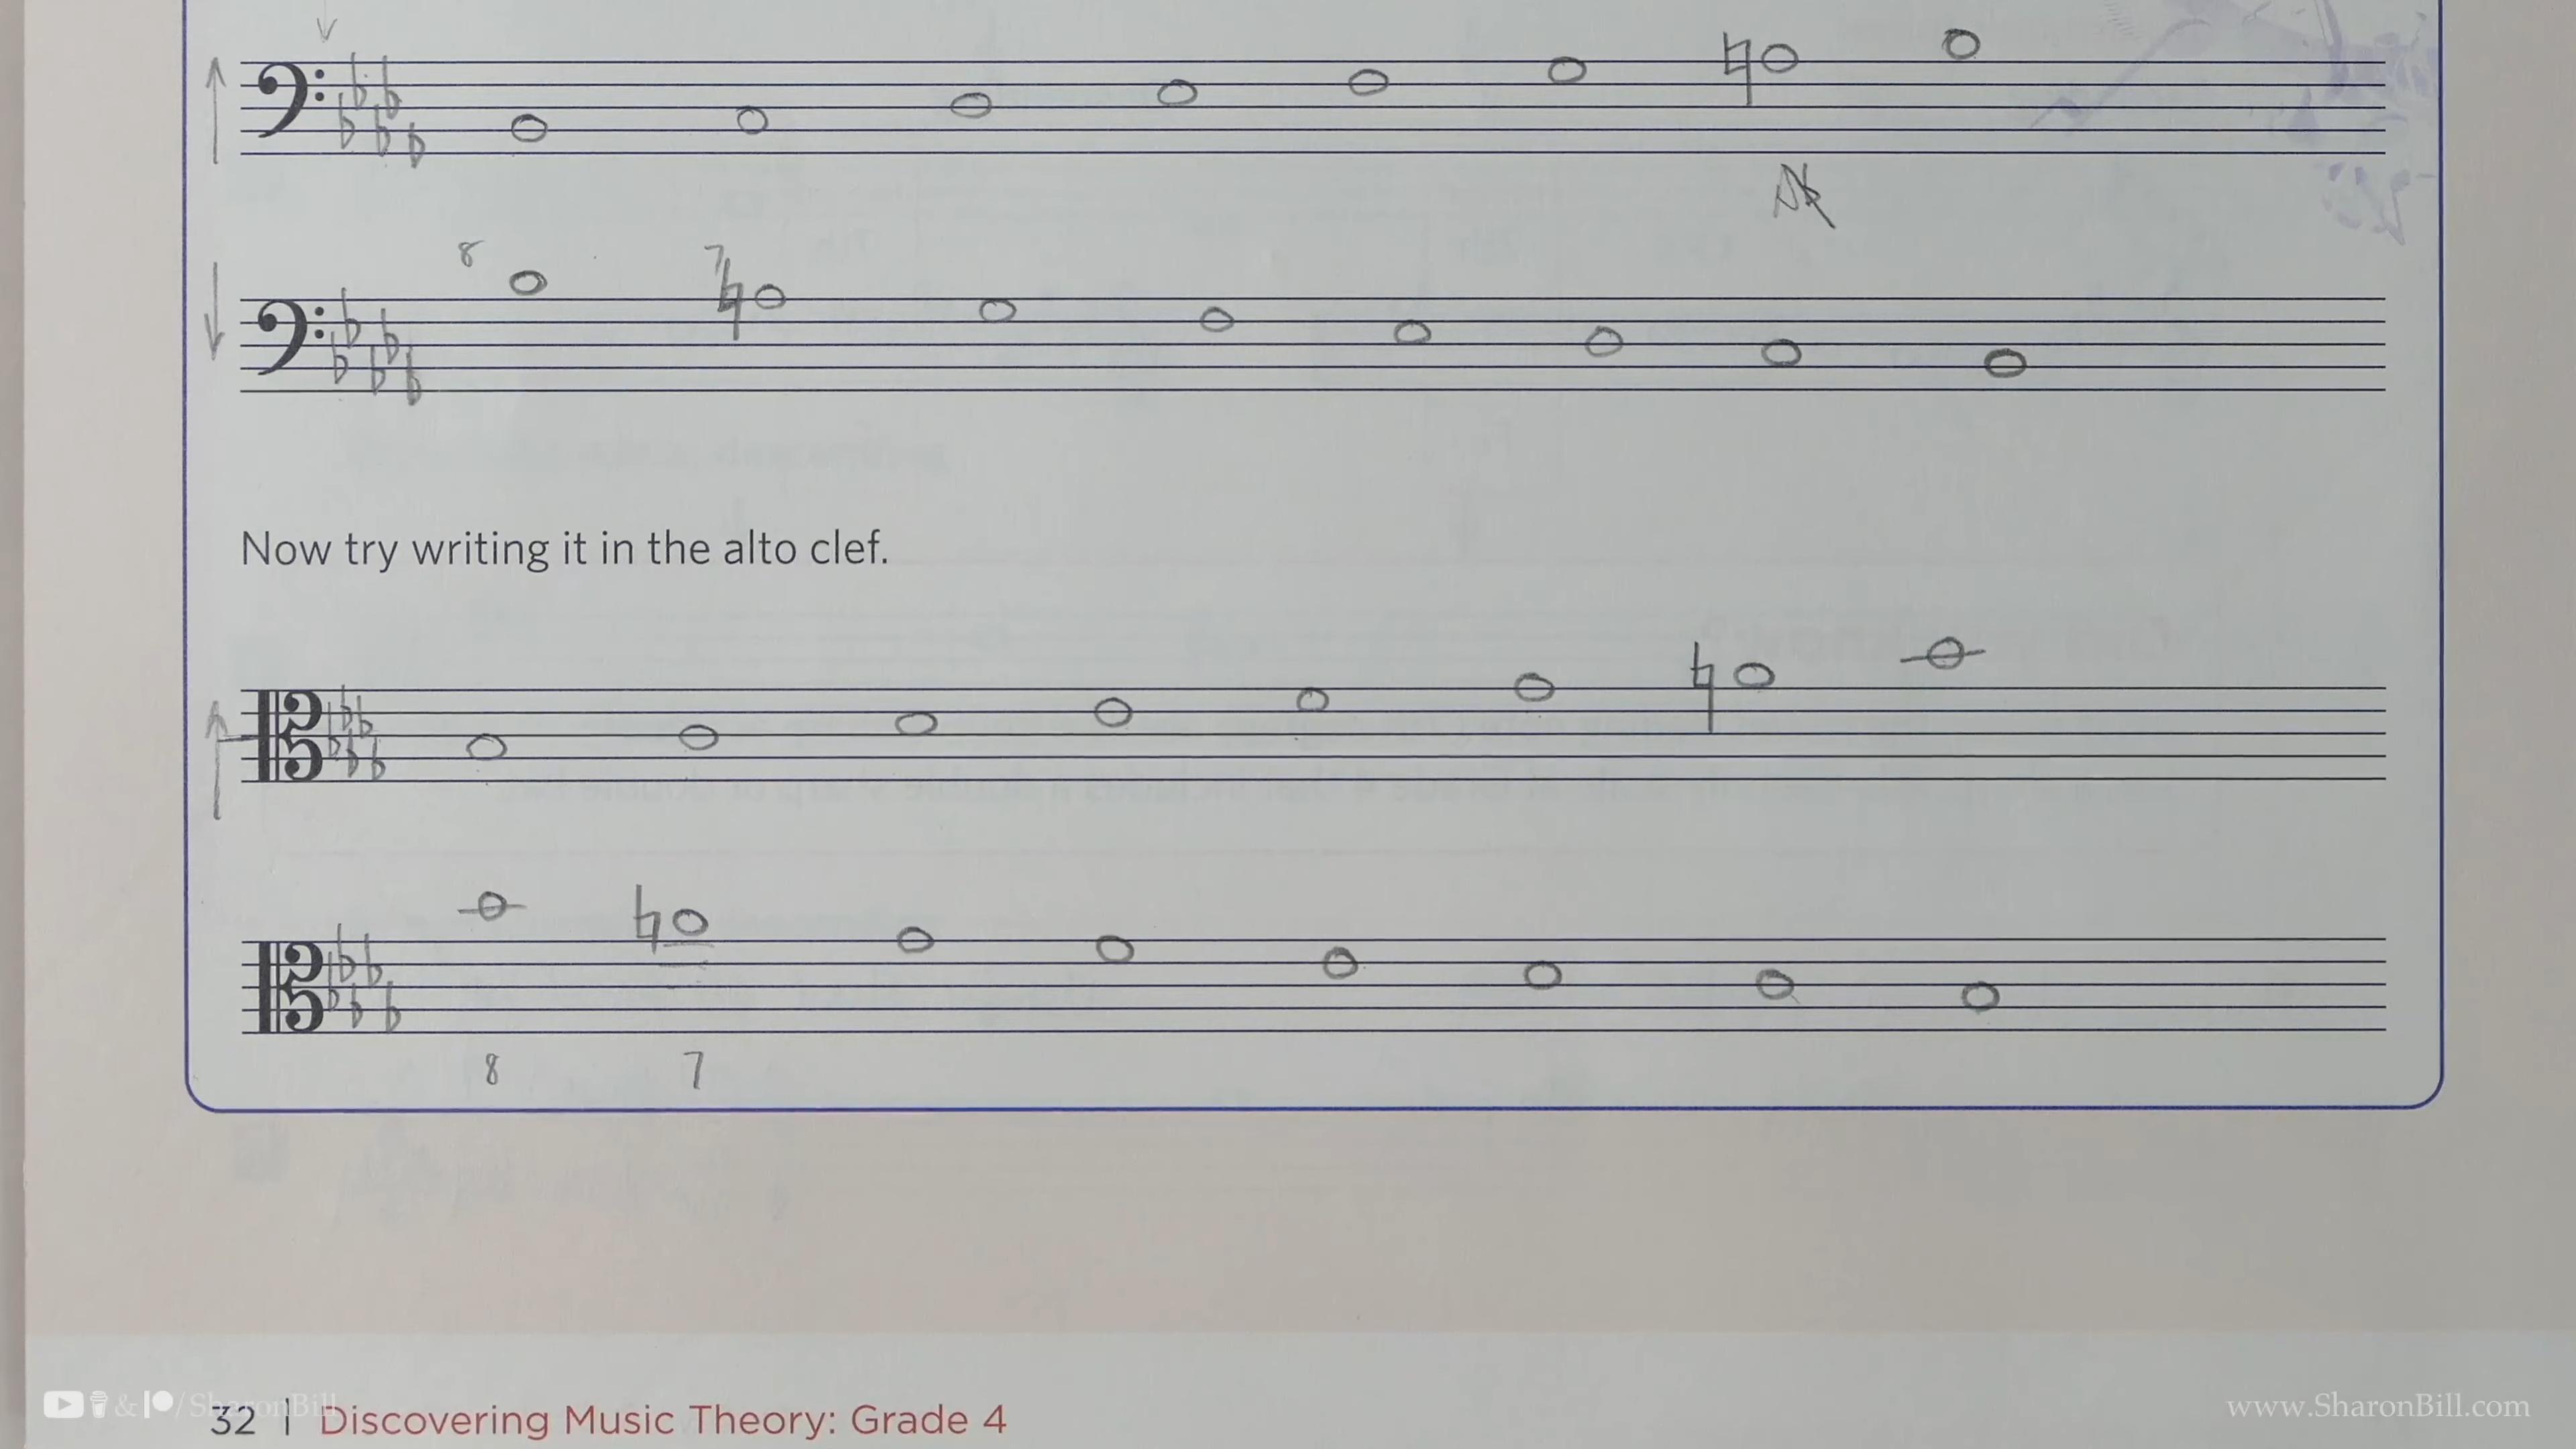 8
7
Now try writing it in the alto clef.
8 7
& /SharonBill
32 | Discovering Music Theory: Grade 4
www.SharonBill.com